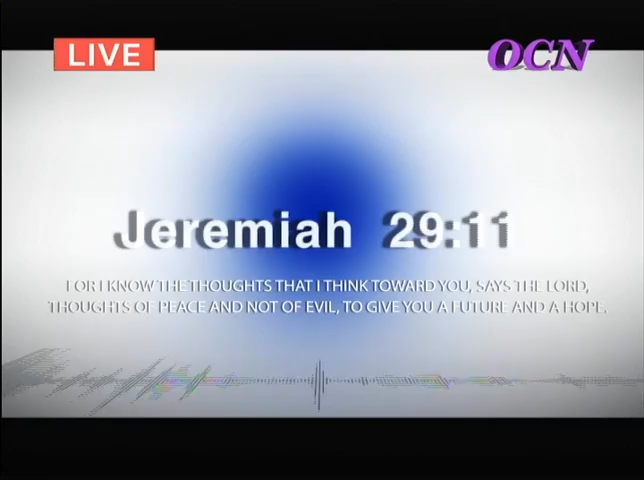 LIVE
OCN
Jeremiah 29:11
FOR I KNOW THE THOUGHTS THAT I THINK TOWARD YOU, SAYS THE LORD,
THOUGHTS OF PEACE AND NOT OF EVIL, TO GIVE YOU A FUTURE AND A HOPE.